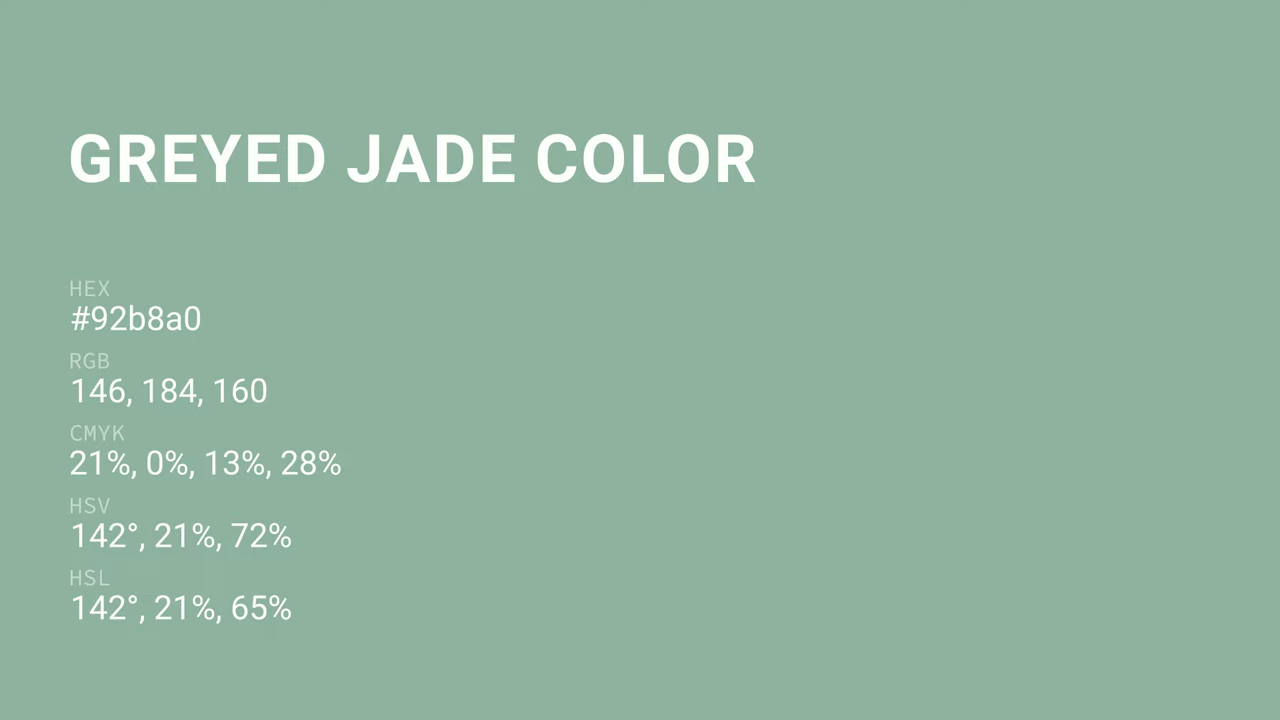 GREYED JADE COLOR
HEX
#92b8a0
RGB
146, 184, 160
CMYK
21%, 0%, 13%, 28%
HSV
142°, 21%, 72%
HSL
142°, 21%, 65%